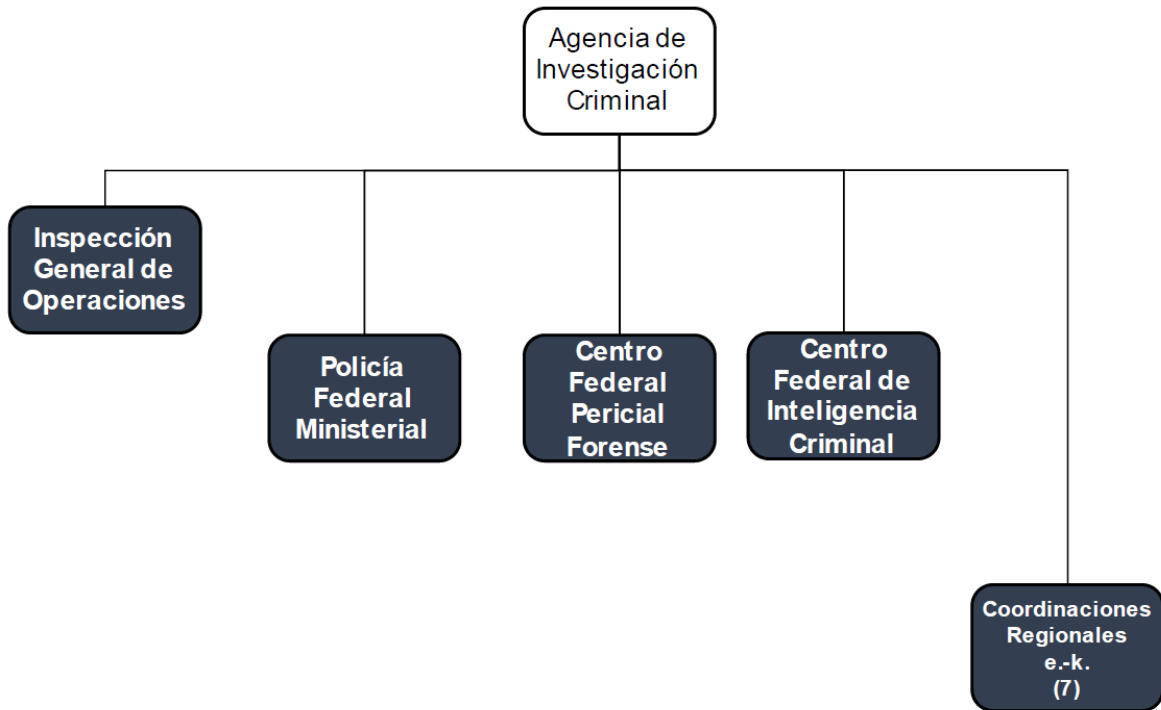 Agencia de
Investigación
Criminal
Inspección
General de
Operaciones
Policía
Federal
Ministerial
Centro
Federal
Pericial
Forense
Centro
Federal de
Inteligencia
Criminal
Coordinaciones
Regionales
e.-k.
(7)